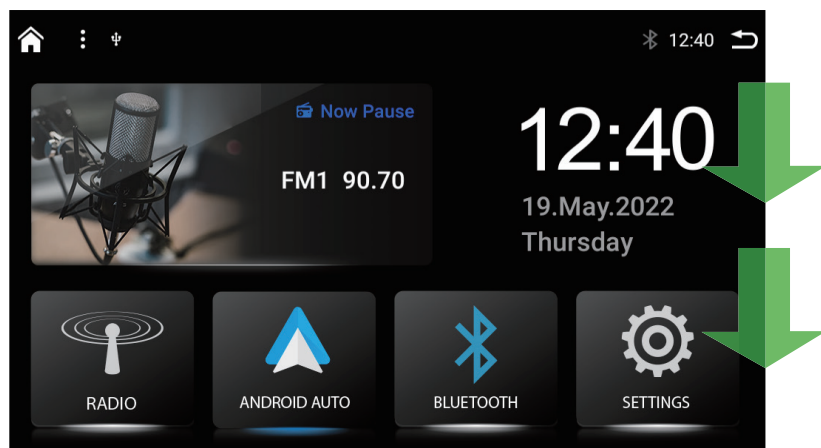 12:40
Now Pause
FM1 90.70
12:40
19.May.2022
Thursday
RADIO
ANDROID AUTO
BLUETOOTH
SETTINGS